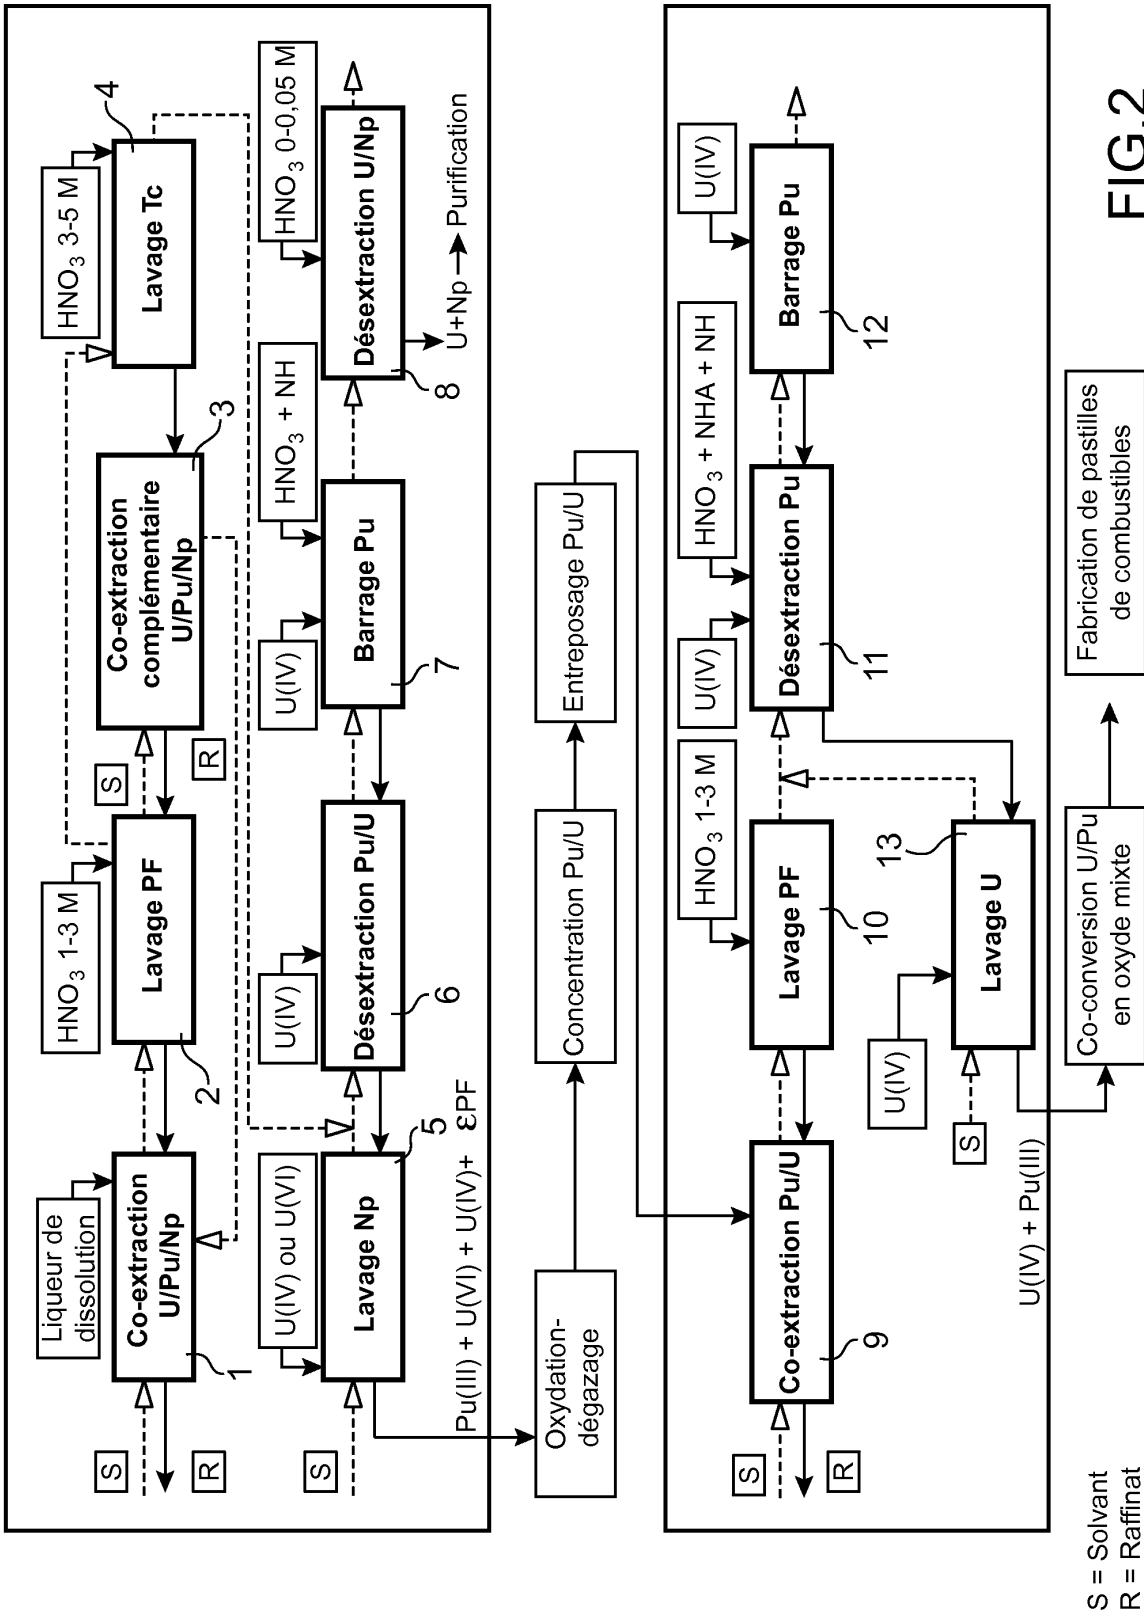 Liqueur de
dissolution
HNO3 1-3 M
HNO3 3-5 M
4
S
Co-extraction
U/Pu/Np
Lavage PF
S
Co-extraction
complémentaire
U/Pu/Np
Lavage Tc
R
1
2
R
3
U(IV) ou U(VI)
U(IV)
U(IV)
HNO3 + NH
HNO3 0-0,05 M
S
Lavage Np
Désextraction Pu/U
Barrage Pu
Désextraction U/Np
5
6
7
8
U+Np
Purification
Pu(III) + U(VI) + U(IV)+ εPF
Oxydation-
dégazage
Concentration Pu/U
Entreposage Pu/U
HNO3 1-3 M
U(IV)
HNO3 + NHA + NH
U(IV)
S
Co-extraction Pu/U
Lavage PF
Désextraction Pu
Barrage Pu
R
9
10
11
12
13
U(IV)
S
Lavage U
U(IV) + Pu(III)
Co-conversion U/Pu
en oxyde mixte
Fabrication de pastilles
de combustibles
S = Solvant
R = Raffinat
FIG.2